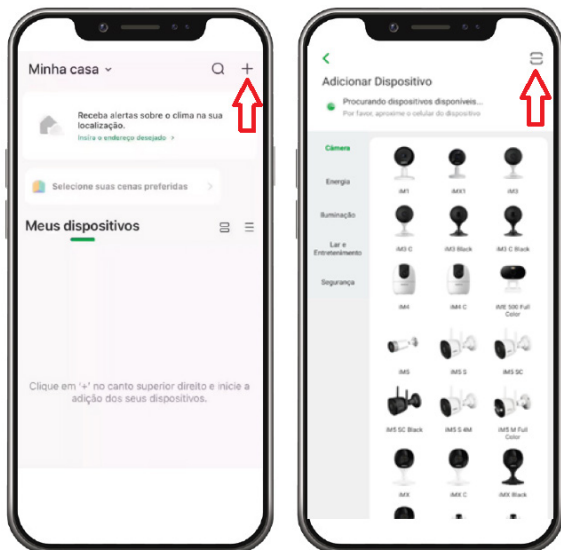 Minha casa
Receba alertas sobre o clima na sua
localização.
Insira o endereço desejado >
Selecione suas cenas preferidas >
Meus dispositivos
Clique em '+' no canto superior direito e inicie a
adição dos seus dispositivos.
Adicionar Dispositivo
Procurando dispositivos disponíveis...
Por favor, aproxime o celular do dispositivo
Câmera
Energia
Iluminação
Lar e
Entretenimento
Segurança
iM1
iMX1
iM3
iM3 C
iM3 Black
iM3 C Black
iM4
iM4 C
iME 500 Full
Color
iM5
iM5 S
iM5 SC
iM5 SC Black
iM5 S 4M
iM5 M Full
Color
iMX
iMX C
iMX Black